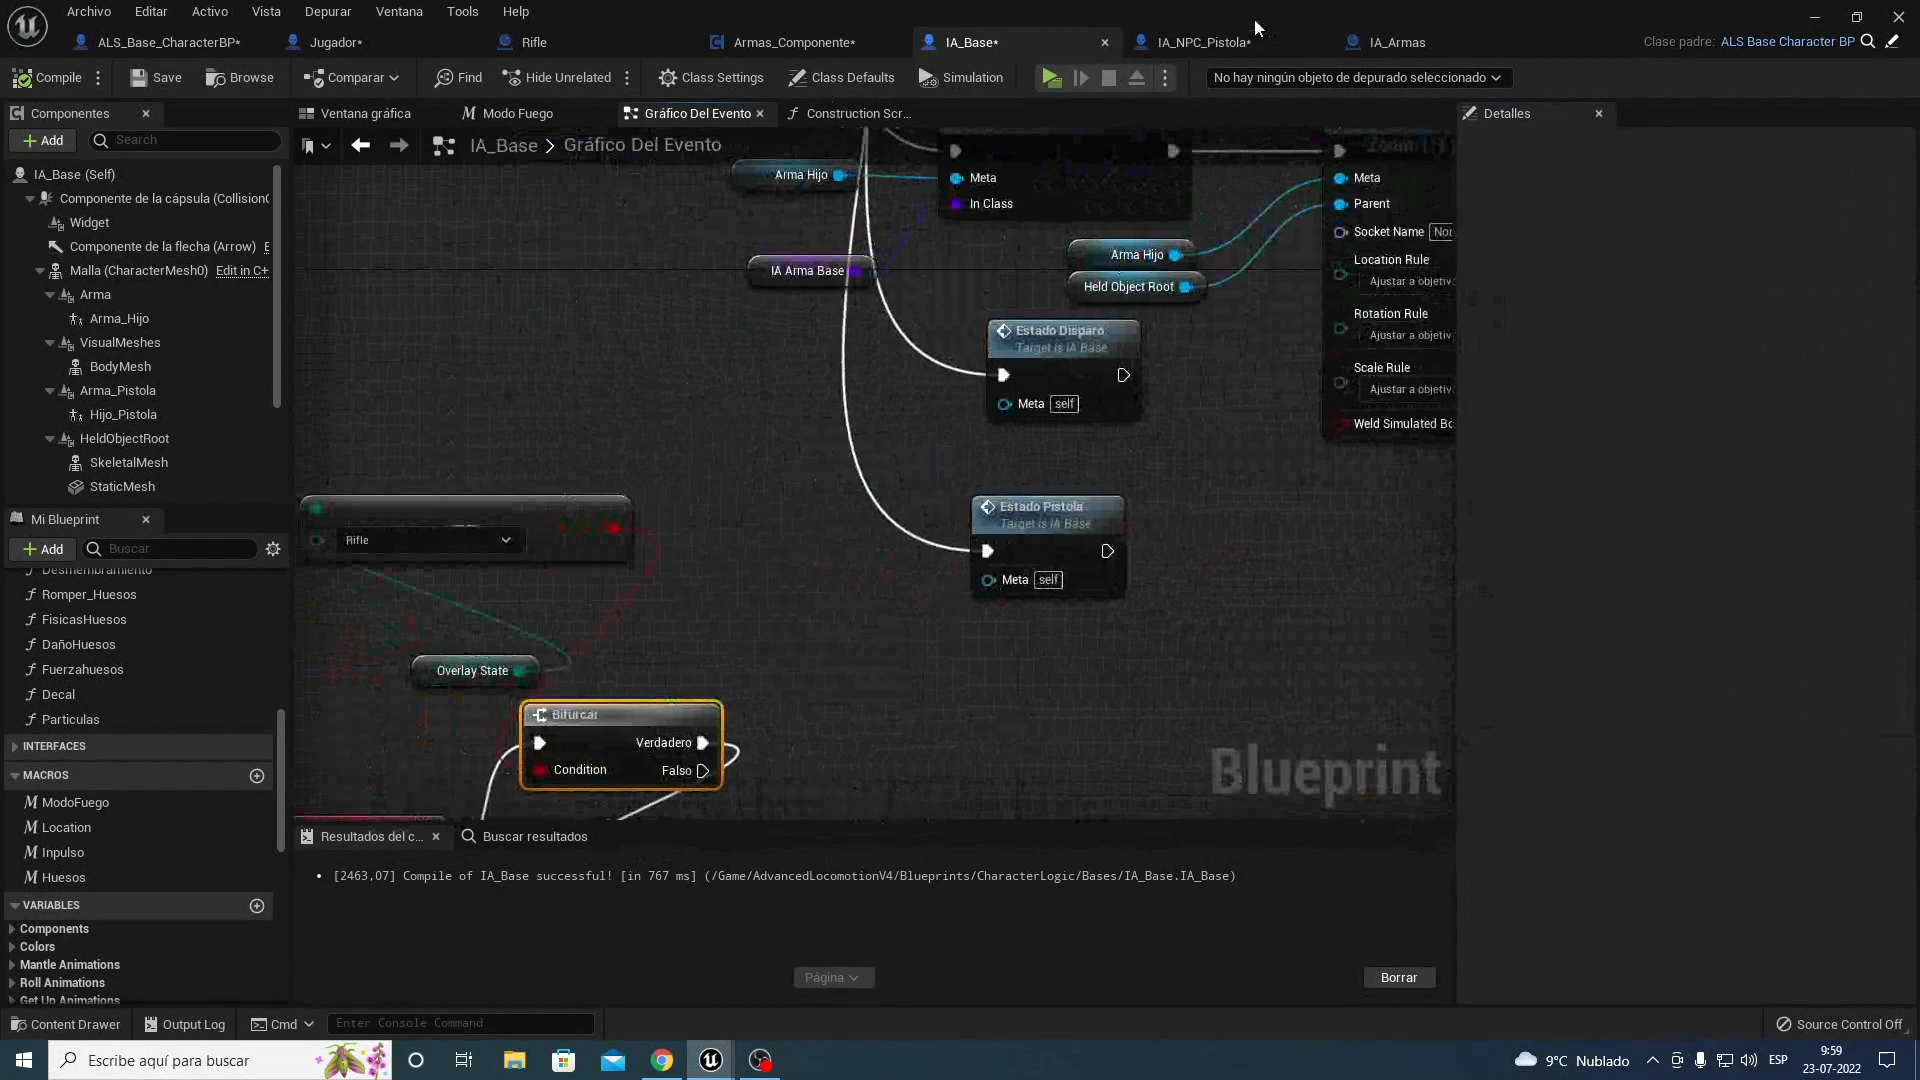 Archivo Editar Activo Vista Depurar Ventana Tools Help
ALS_Base_CharacterBP* Jugador* Rifle Armas_Componente* IA_Base* IA_NPC_Pistola* IA_Armas Clase padre: ALS Base Character BP
Compile Save Browse Comparar Find Hide Unrelated Class Settings Class Defaults Simulation No hay ningún objeto de depurado seleccionado
Componentes Ventana gráfica Modo Fuego Gráfico Del Evento Construction Scr... Detalles
Add Search
IA_Base > Gráfico Del Evento
IA_Base (Self)
Componente de la cápsula (Collision
Widget
Componente de la flecha (Arrow) E
Malla (CharacterMesh0) Edit in C+
Arma
Arma_Hijo
VisualMeshes
BodyMesh
Arma_Pistola
Hijo_Pistola
HeldObjectRoot
SkeletalMesh
StaticMesh
Arma Hijo
Meta
In Class
IA Arma Base
Arma Hijo
Held Object Root
Meta
Parent
Socket Name Nor
Location Rule
Ajustar a objetiv
Rotation Rule
Ajustar a objetiv
Scale Rule
Ajustar a objetiv
Weld Simulated Bo
Estado Disparo
Target is IA Base
Meta self
Estado Pistola
Target is IA Base
Meta self
Rifle
Overlay State
Bifurcar
Verdadero
Condition Falso
Blueprint
Mi Blueprint
Add Buscar
Desmembramiento
Romper_Huesos
FisicasHuesos
DañoHuesos
Fuerzahuesos
Decal
Particulas
INTERFACES
MACROS
ModoFuego
Location
Inpulso
Huesos
VARIABLES
Components
Colors
Mantle Animations
Roll Animations
Get Up Animations
Resultados del c... Buscar resultados
[2463,07] Compile of IA_Base successful! [in 767 ms] (/Game/AdvancedLocomotionV4/Blueprints/CharacterLogic/Bases/IA_Base.IA_Base)
Página Borrar
Content Drawer Output Log Cmd Enter Console Command Source Control Off
Escribe aquí para buscar 9°C Nublado ESP 9:59
23-07-2022